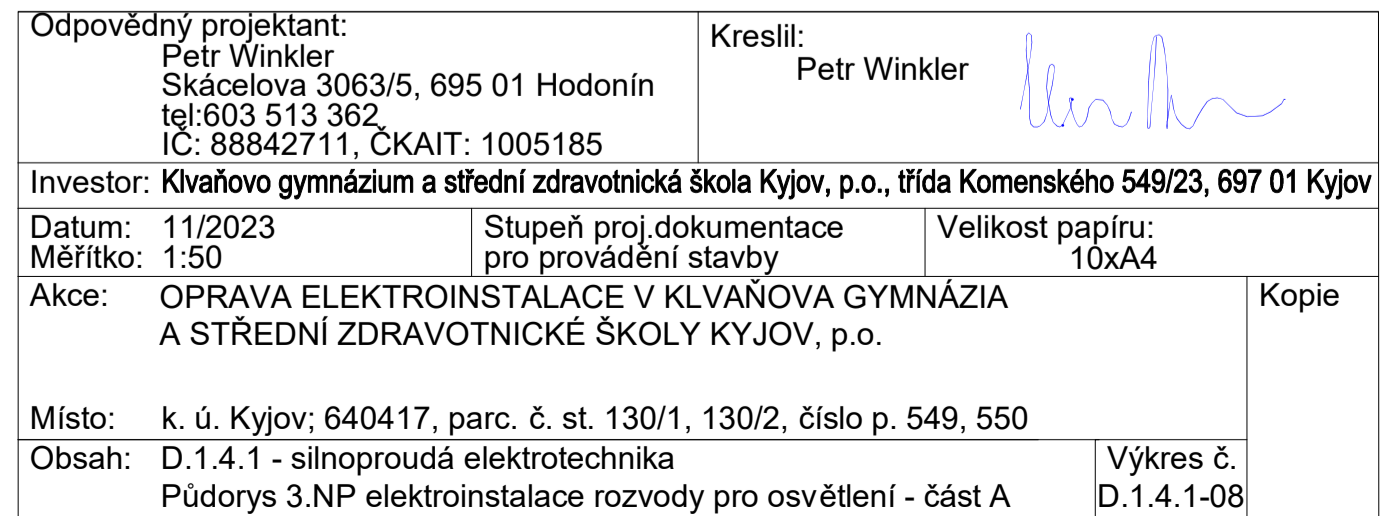 Odpovědný projektant:
Petr Winkler
Skácelova 3063/5, 695 01 Hodonín
tel:603 513 362
IČ: 88842711, ČKAIT: 1005185
Kreslil:
Petr Winkler
Investor: Klvaňovo gymnázium a střední zdravotnická škola Kyjov, p.o., třída Komenského 549/23, 697 01 Kyjov
Datum: 11/2023
Měřítko: 1:50
Stupeň proj.dokumentace
pro provádění stavby
Velikost papíru:
10xA4
Akce: OPRAVA ELEKTROINSTALACE V KLVAŇOVA GYMNÁZIA
A STŘEDNÍ ZDRAVOTNICKÉ ŠKOLY KYJOV, p.o.
Kopie
Místo: k. ú. Kyjov; 640417, parc. č. st. 130/1, 130/2, číslo p. 549, 550
Obsah: D.1.4.1 - silnoproudá elektrotechnika
Půdorys 3.NP elektroinstalace rozvody pro osvětlení - část A
Výkres č.
D.1.4.1-08